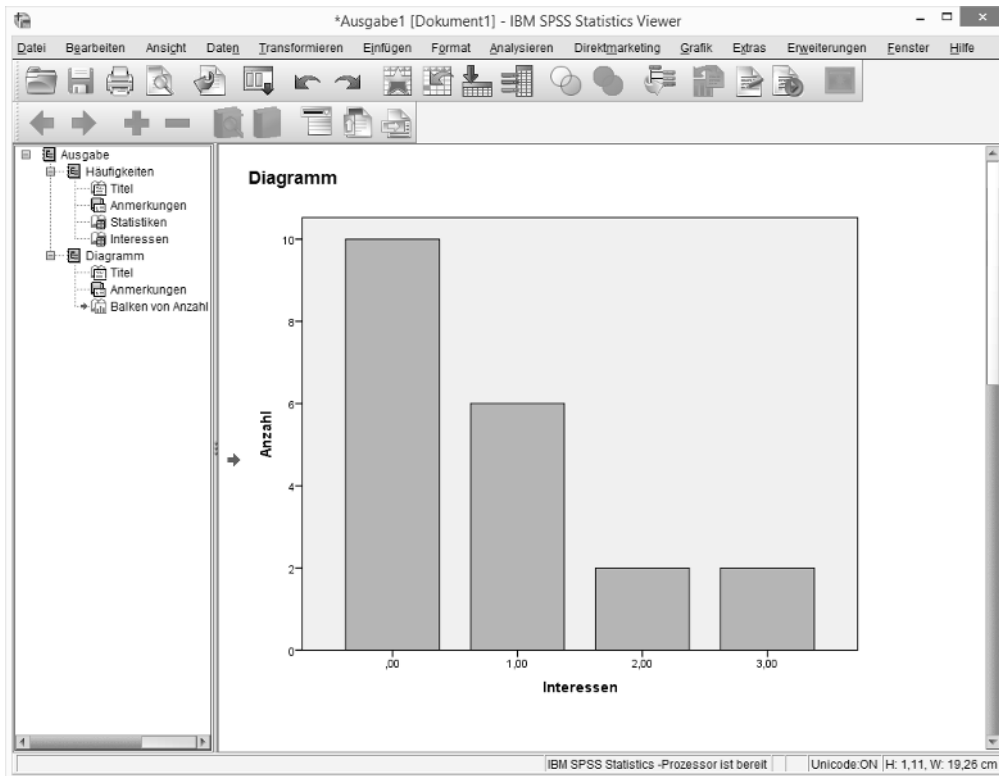 *Ausgabe1 [Dokument1] - IBM SPSS Statistics Viewer
Datei Bearbeiten Ansicht Daten Transformieren Einfügen Format Analysieren Direktmarketing Grafik Extras Erweiterungen Fenster Hilfe
Ausgabe
Häufigkeiten
Titel
Anmerkungen
Statistiken
Interessen
Diagramm
Titel
Anmerkungen
Balken von Anzahl
Diagramm
Anzahl
10
8
6
4
2
0
,00 1,00 2,00 3,00
Interessen
IBM SPSS Statistics -Prozessor ist bereit Unicode:ON H: 1,11, W: 19,26 cm